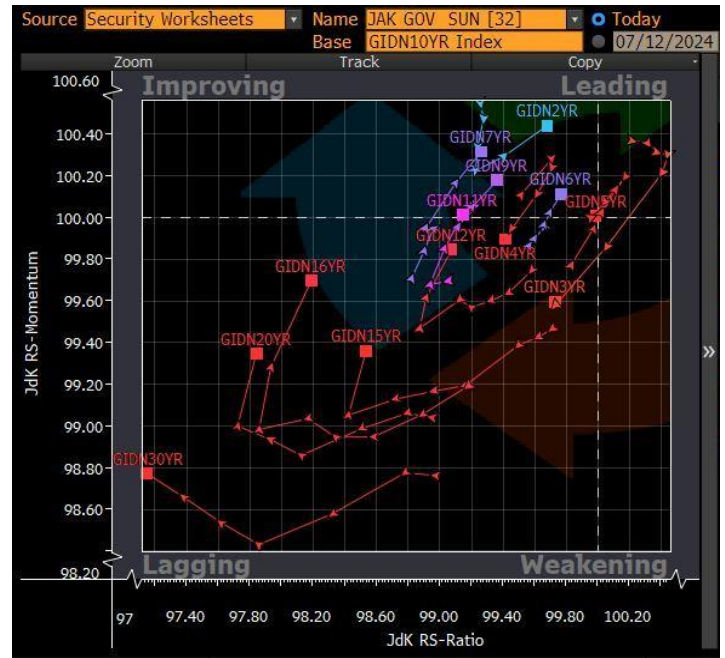 Source Security Worksheets Name JAK GOV SUN [32] Today
Base GIDN10YR Index 07/12/2024
Zoom Track Copy
100.60
Improving Leading
GIDN2YR
100.40
GIDN7YR
GIDN9YR
100.20
GIDN6YR
GIDN11YR GIDN5YR
100.00
GIDN12YR
GIDN4YR
99.80
GIDN16YR
GIDN3YR
99.60
GIDN20YR GIDN15YR
99.40
99.20
99.00
98.80
GIDN30YR
98.60
98.20
Lagging Weakening
JdK RS-Momentum
»
97 97.40 97.80 98.20 98.60 99.00 99.40 99.80 100.20
JdK RS-Ratio